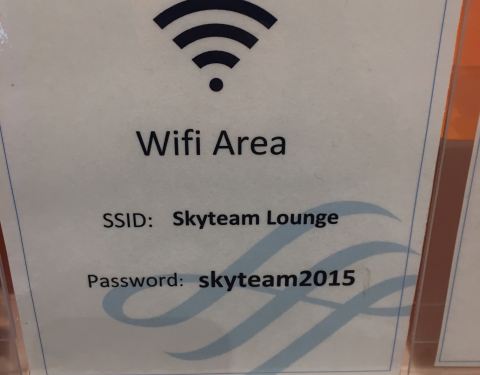 Wifi Area
SSID: Skyteam Lounge
Password: skyteam2015